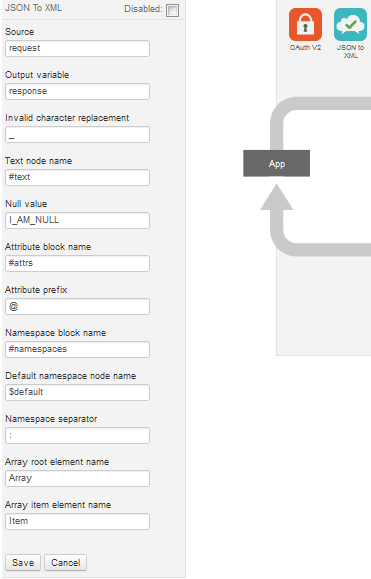 JSON To XML Disabled:
Source
request
Output variable
response
Invalid character replacement
_
Text node name
#text
Null value
I_AM_NULL
Attribute block name
#attrs
Attribute prefix
@
Namespace block name
#namespaces
Default namespace node name
$default
Namespace separator
:
Array root element name
Array
Array item element name
Item
Save Cancel
OAuth V2
JSON to
XML
App